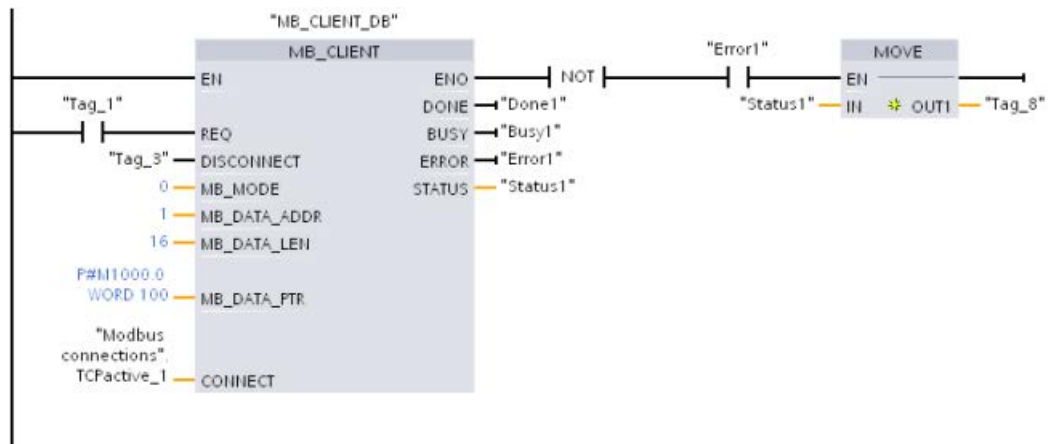 "MB_CLIENT_DB"
MB_CLIENT
"Error1"
MOVE
EN
ENO
NOT
EN
"Tag_1"
DONE
"Done1"
"Status1"
IN
OUT1
"Tag_8"
REQ
BUSY
"Busy1"
"Tag_3"
DISCONNECT
ERROR
"Error1"
0
MB_MODE
STATUS
"Status1"
1
MB_DATA_ADDR
16
MB_DATA_LEN
P#M1000.0
WORD 100
MB_DATA_PTR
"Modbus
connections".
TCPactive_1
CONNECT